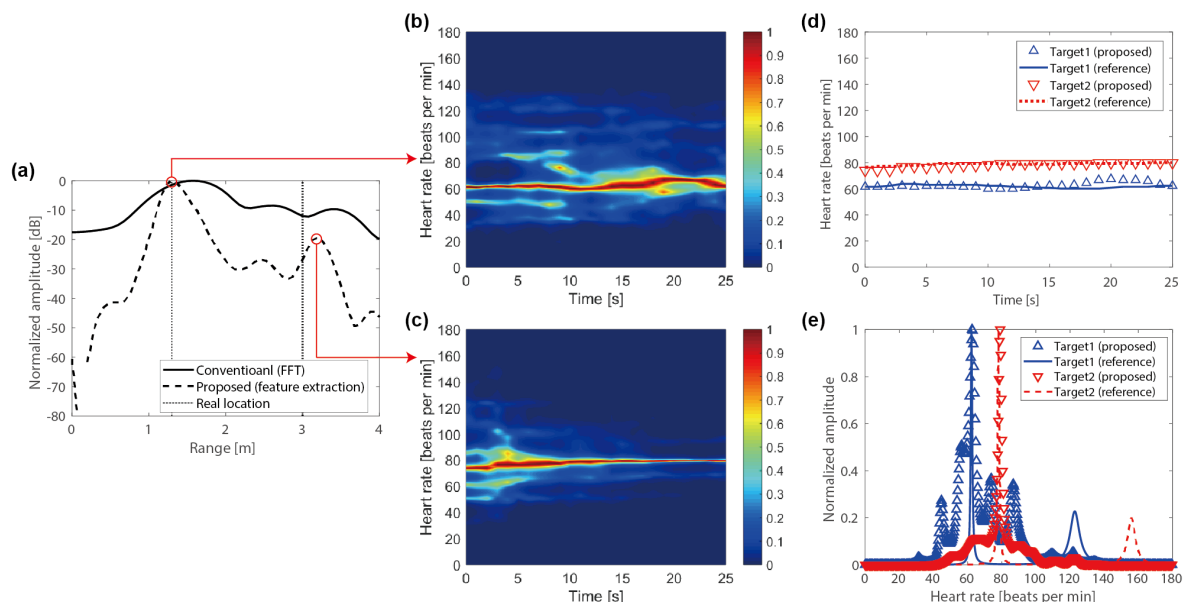 (a)
Normalized amplitude [dB]
0
-10
-20
-30
-40
-50
-60
-70
-80
Conventioanl (FFT)
Proposed (feature extraction)
Real location
0 1 2 3 4
Range [m]
(b)
Heart rate [beats per min]
180
160
140
120
100
80
60
40
20
0
0 5 10 15 20 25
Time [s]
1
0.9
0.8
0.7
0.6
0.5
0.4
0.3
0.2
0.1
0
(c)
Heart rate [beats per min]
180
160
140
120
100
80
60
40
20
0
0 5 10 15 20 25
Time [s]
1
0.9
0.8
0.7
0.6
0.5
0.4
0.3
0.2
0.1
0
(d)
Heart rate [beats per min]
180
160
140
120
100
80
60
40
20
0
Target1 (proposed)
Target1 (reference)
Target2 (proposed)
Target2 (reference)
0 5 10 15 20 25
Time [s]
(e)
Normalized amplitude
1
0.8
0.6
0.4
0.2
0
Target1 (proposed)
Target1 (reference)
Target2 (proposed)
Target2 (reference)
0 20 40 60 80 100 120 140 160 180
Heart rate [beats per min]